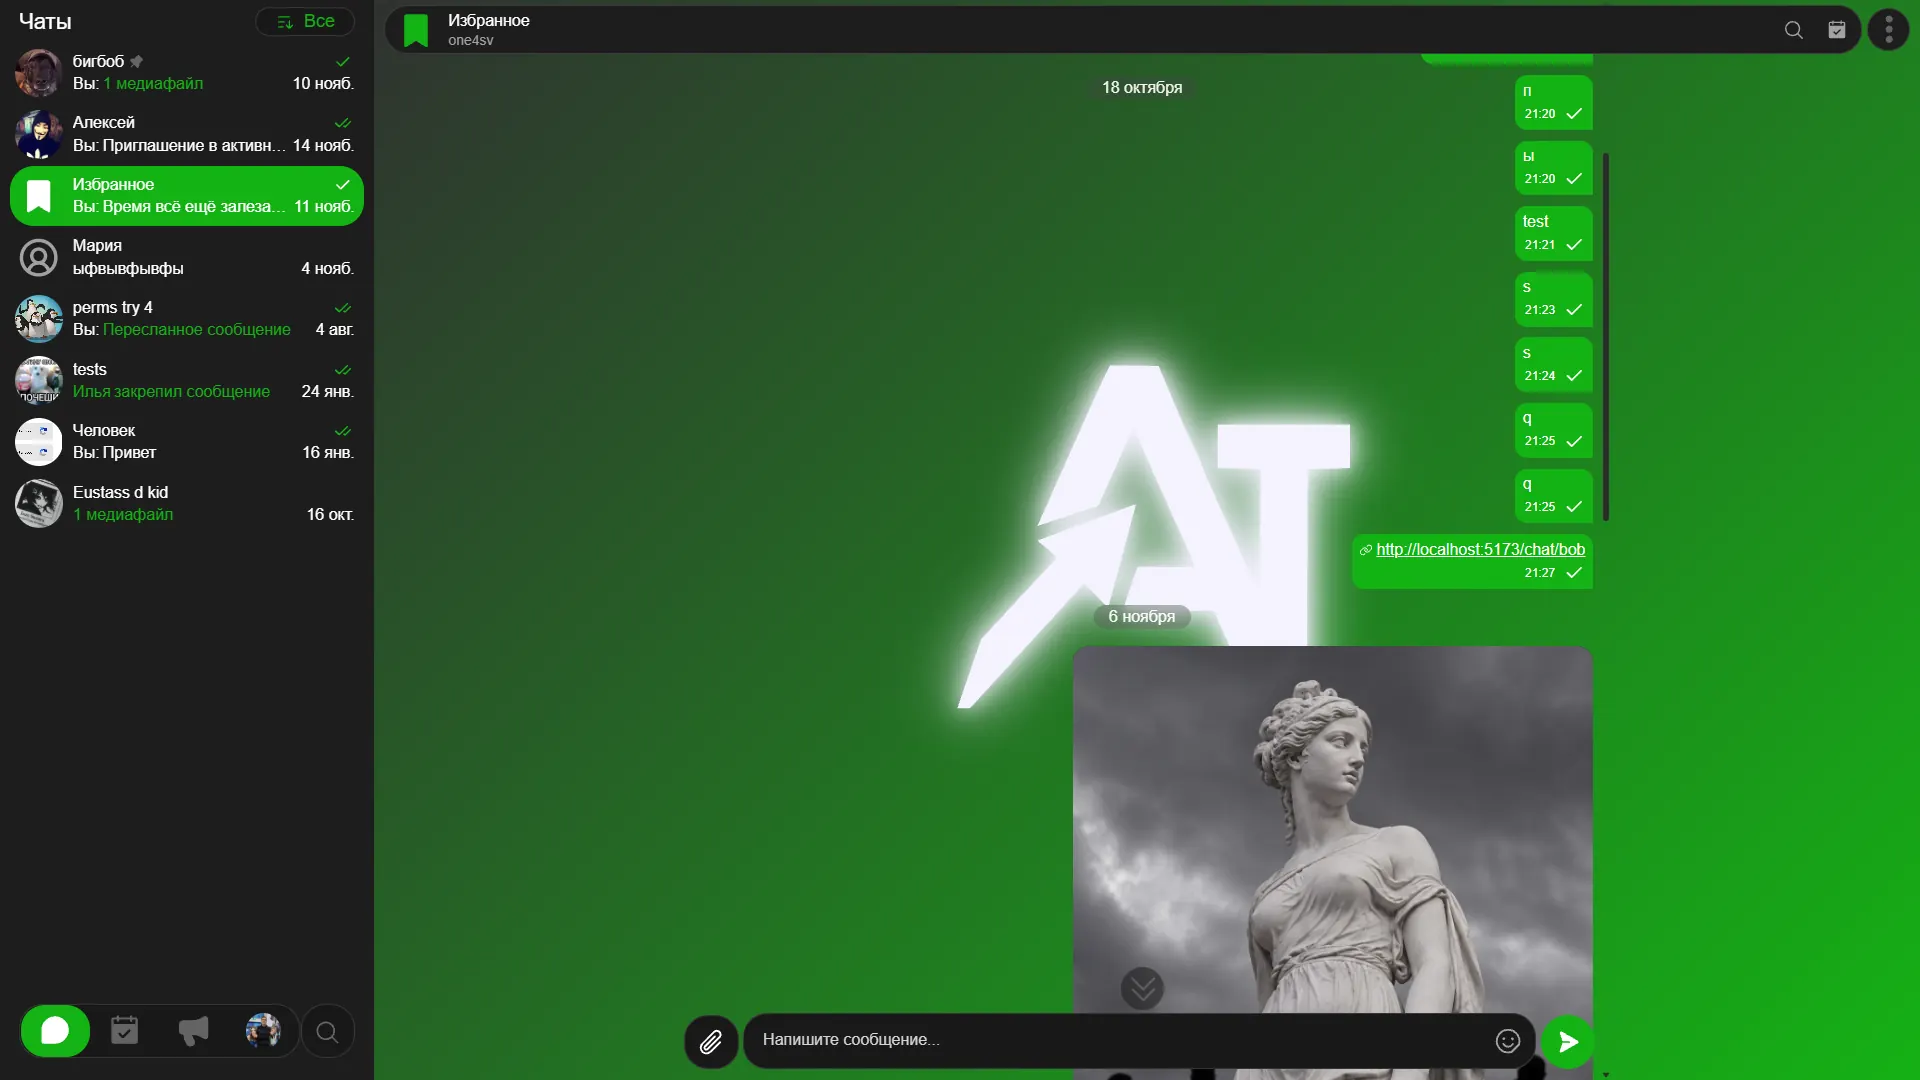 Чаты
Все
бигбоб
Вы: 1 медиафайл
10 нояб.
Алексей
Вы: Приглашение в активн...
14 нояб.
Избранное
Вы: Время всё ещё залеза...
11 нояб.
Мария
ыфвывфывфы
4 нояб.
perms try 4
Вы: Пересланное сообщение
4 авг.
tests
Илья закрепил сообщение
24 янв.
Человек
Вы: Привет
16 янв.
Eustass d kid
1 медиафайл
16 окт.
Избранное
one4sv
18 октября
п
21:20
ы
21:20
test
21:21
s
21:23
s
21:24
q
21:25
q
21:25
http://localhost:5173/chat/bob
21:27
6 ноября
Напишите сообщение...